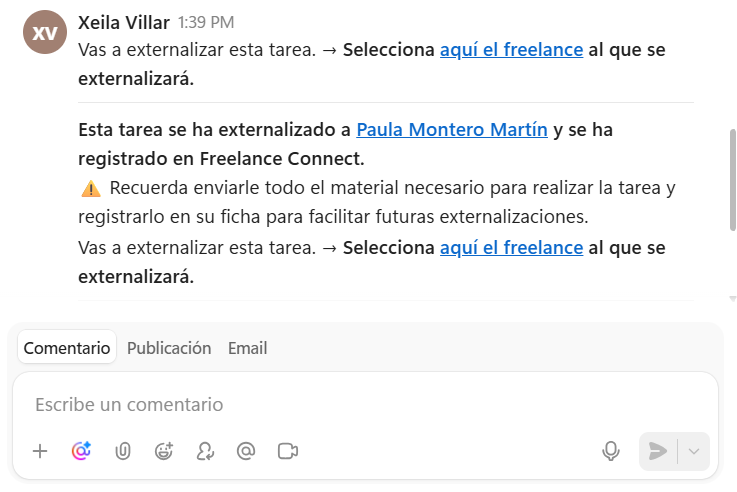 XV
Xeila Villar 1:39 PM
Vas a externalizar esta tarea. → Selecciona aquí el freelance al que se
externalizará.
Esta tarea se ha externalizado a Paula Montero Martín y se ha
registrado en Freelance Connect.
⚠️ Recuerda enviarle todo el material necesario para realizar la tarea y
registrarlo en su ficha para facilitar futuras externalizaciones.
Vas a externalizar esta tarea. → Selecciona aquí el freelance al que se
externalizará.
Comentario Publicación Email
Escribe un comentario